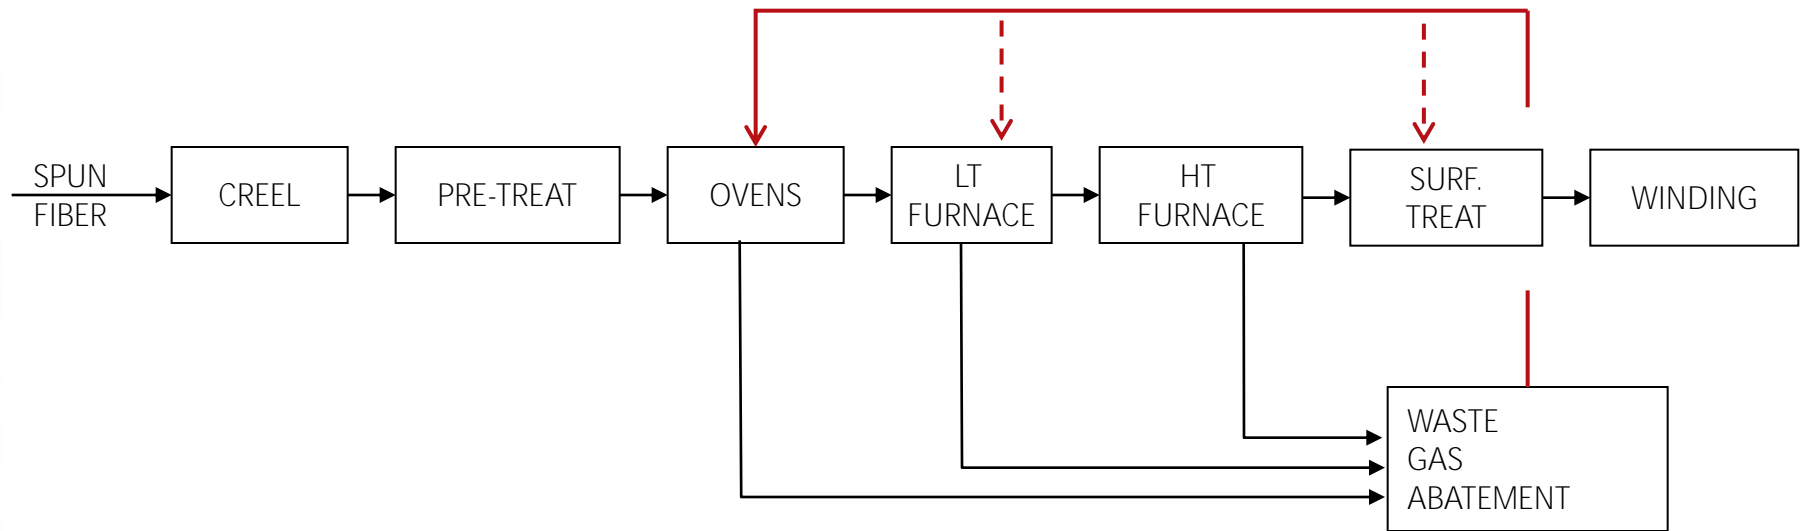 SPUN
FIBER
CREEL
PRE-TREAT
OVENS
LT
FURNACE
HT
FURNACE
SURF.
TREAT
WINDING
WASTE
GAS
ABATEMENT